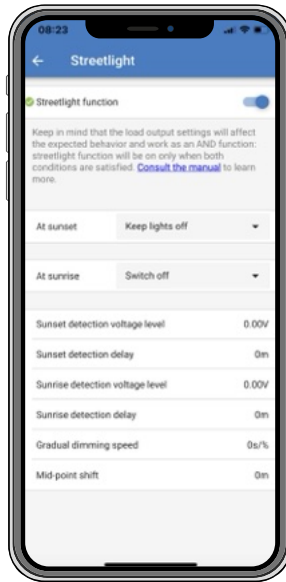 08:23
Streetlight
Streetlight function
Keep in mind that the load output settings will affect
the expected behavior and work as an AND function:
streetlight function will be on only when both
conditions are satisfied. Consult the manual to learn
more.
At sunset Keep lights off
At sunrise Switch off
Sunset detection voltage level 0.00V
Sunset detection delay 0m
Sunrise detection voltage level 0.00V
Sunrise detection delay 0m
Gradual dimming speed 0s/%
Mid-point shift 0m